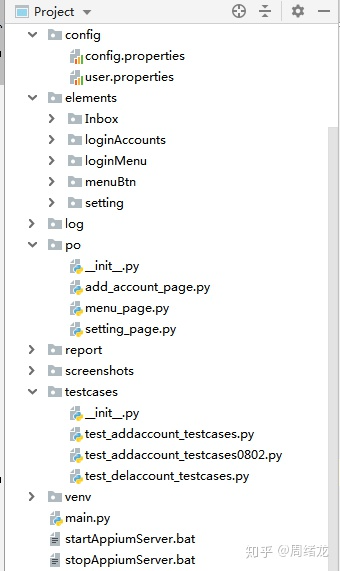 Project
config
config.properties
user.properties
elements
Inbox
loginAccounts
loginMenu
menuBtn
setting
log
po
__init__.py
add_account_page.py
menu_page.py
setting_page.py
report
screenshots
testcases
__init__.py
test_addaccount_testcases.py
test_addaccount_testcases0802.py
test_delaccount_testcases.py
venv
main.py
startAppiumServer.bat
stopAppiumServer.bat
知乎 @周绪龙